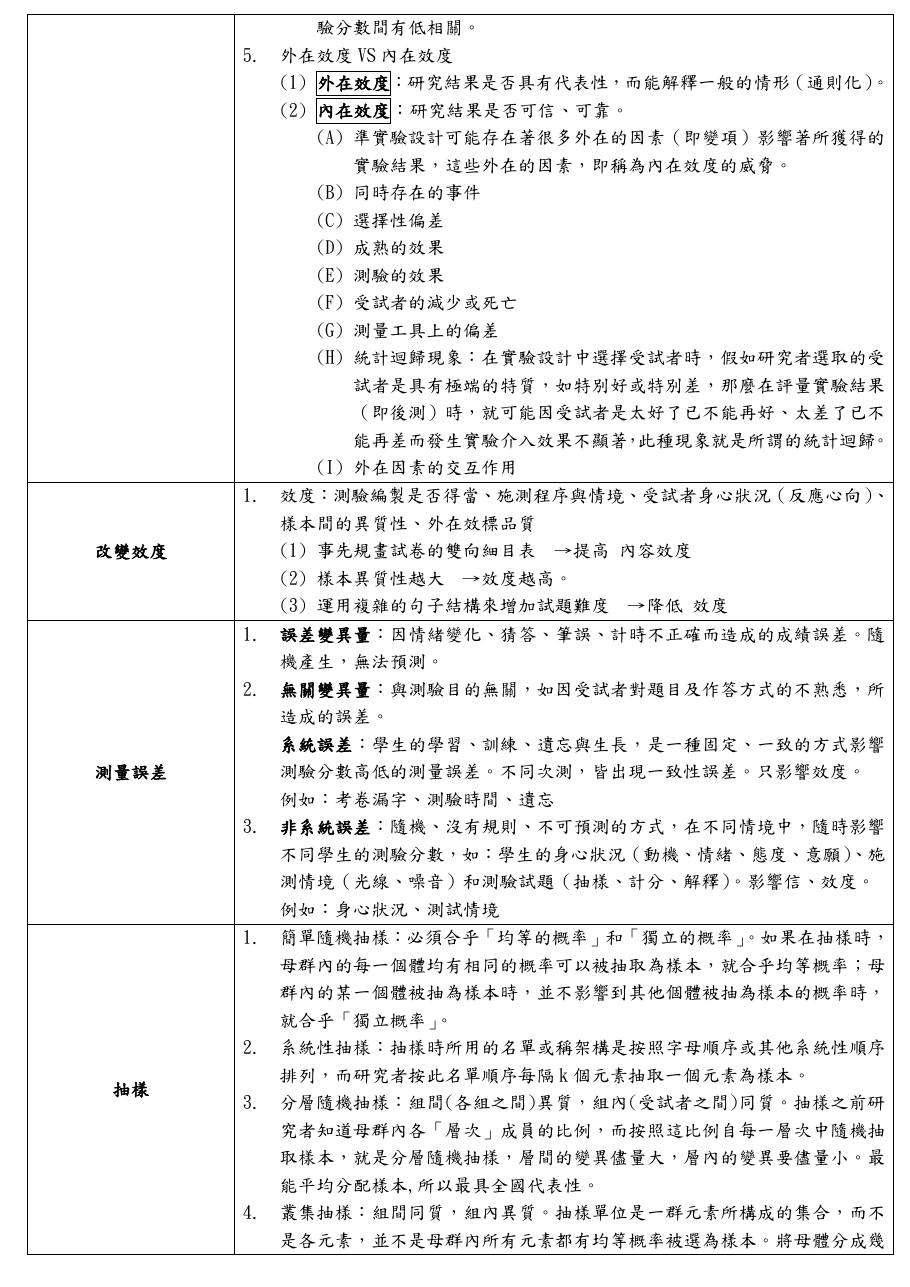 驗分數間有低相關。
5. 外在效度 VS 內在效度
(1) 外在效度：研究結果是否具有代表性，而能解釋一般的情形（通則化）。
(2) 內在效度：研究結果是否可信、可靠。
(A) 準實驗設計可能存在著很多外在的因素（即變項）影響著所獲得的
實驗結果，這些外在的因素，即稱為內在效度的威脅。
(B) 同時存在的事件
(C) 選擇性偏差
(D) 成熟的效果
(E) 測驗的效果
(F) 受試者的減少或死亡
(G) 測量工具上的偏差
(H) 統計迴歸現象：在實驗設計中選擇受試者時，假如研究者選取的受
試者是具有極端的特質，如特別好或特別差，那麼在評量實驗結果
（即後測）時，就可能因受試者是太好了已不能再好、太差了已不
能再差而發生實驗介入效果不顯著，此種現象就是所謂的統計迴歸。
(I) 外在因素的交互作用
改變效度
1. 效度：測驗編製是否得當、施測程序與情境、受試者身心狀況（反應心向）、
樣本間的異質性、外在效標品質
(1) 事先規畫試卷的雙向細目表 →提高 內容效度
(2) 樣本異質性越大 →效度越高。
(3) 運用複雜的句子結構來增加試題難度 →降低 效度
測量誤差
1. 誤差變異量：因情緒變化、猜答、筆誤、計時不正確而造成的成績誤差。隨
機產生，無法預測。
2. 無關變異量：與測驗目的無關，如因受試者對題目及作答方式的不熟悉，所
造成的誤差。
系統誤差：學生的學習、訓練、遺忘與生長，是一種固定、一致的方式影響
測驗分數高低的測量誤差。不同次測，皆出現一致性誤差。只影響效度。
例如：考卷漏字、測驗時間、遺忘
3. 非系統誤差：隨機、沒有規則、不可預測的方式，在不同情境中，隨時影響
不同學生的測驗分數，如：學生的身心狀況（動機、情緒、態度、意願）、施
測情境（光線、噪音）和測驗試題（抽樣、計分、解釋）。影響信、效度。
例如：身心狀況、測試情境
抽樣
1. 簡單隨機抽樣：必須合乎「均等的概率」和「獨立的概率」。如果在抽樣時，
母群內的每一個體均有相同的概率可以被抽取為樣本，就合乎均等概率；母
群內的某一個體被抽為樣本時，並不影響到其他個體被抽為樣本的概率時，
就合乎「獨立概率」。
2. 系統性抽樣：抽樣時所用的名單或稱架構是按照字母順序或其他系統性順序
排列，而研究者按此名單順序每隔 k 個元素抽取一個元素為樣本。
3. 分層隨機抽樣：組間(各組之間)異質，組內(受試者之間)同質。抽樣之前研
究者知道母群內各「層次」成員的比例，而按照這比例自每一層次中隨機抽
取樣本，就是分層隨機抽樣，層間的變異儘量大，層內的變異要儘量小。最
能平均分配樣本,所以最具全國代表性。
4. 叢集抽樣：組間同質，組內異質。抽樣單位是一群元素所構成的集合，而不
是各元素，並不是母群內所有元素都有均等概率被選為樣本。將母體分成幾